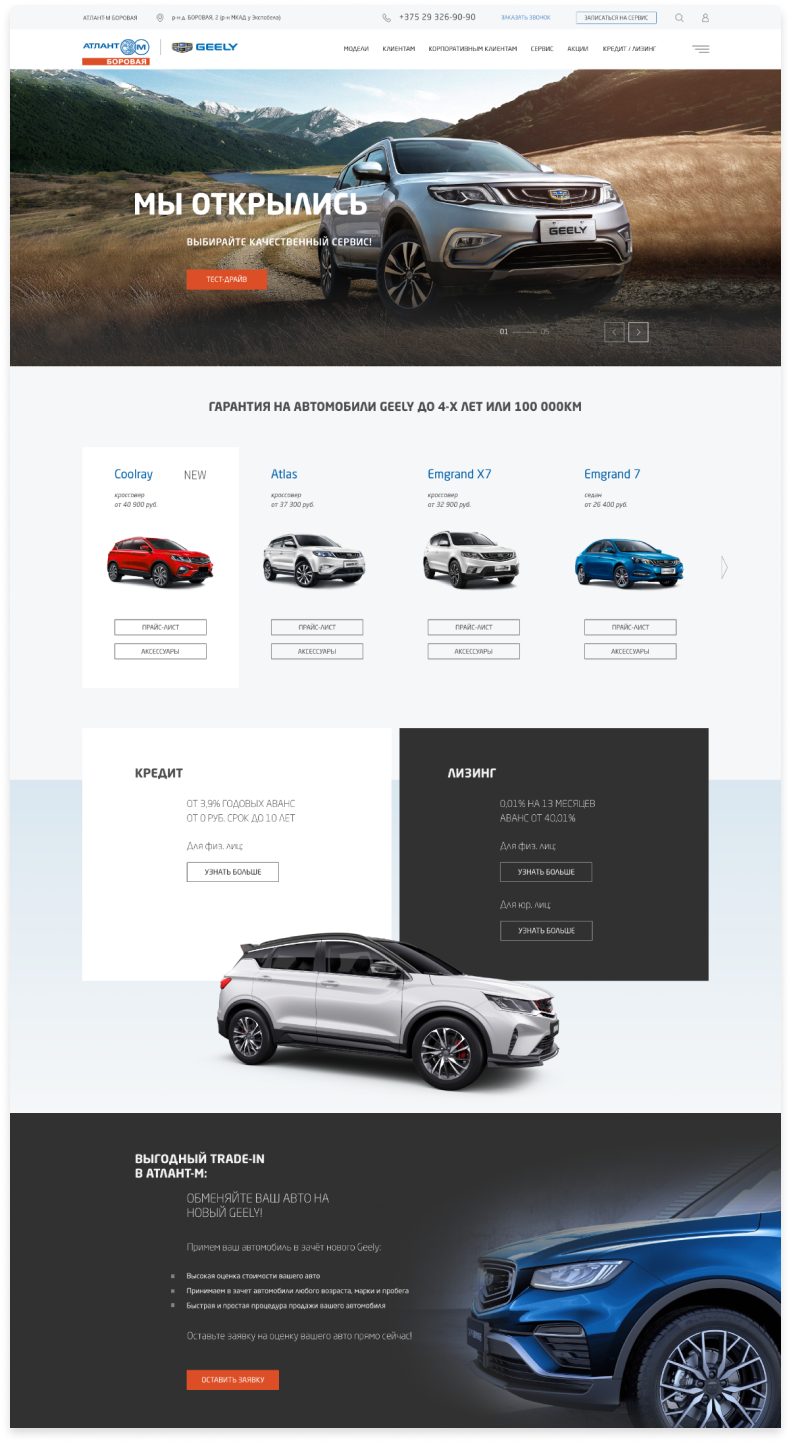 АТЛАНТ-М БОРОВАЯ
р-н д. БОРОВАЯ, 2 (р-н МКАД у Экспобела)
+375 29 326-90-90
ЗАКАЗАТЬ ЗВОНОК
ЗАПИСАТЬСЯ НА СЕРВИС
АТЛАНТ М
БОРОВАЯ
GEELY
МОДЕЛИ
КЛИЕНТАМ
КОРПОРАТИВНЫМ КЛИЕНТАМ
СЕРВИС
АКЦИИ
КРЕДИТ / ЛИЗИНГ
МЫ ОТКРЫЛИСЬ
GEELY
ВЫБИРАЙТЕ КАЧЕСТВЕННЫЙ СЕРВИС!
ТЕСТ-ДРАЙВ
01
05
ГАРАНТИЯ НА АВТОМОБИЛИ GEELY ДО 4-Х ЛЕТ ИЛИ 100 000КМ
Coolray NEW
кроссовер
от 40 900 руб.
ПРАЙС-ЛИСТ
АКСЕССУАРЫ
Atlas
кроссовер
от 37 300 руб.
ПРАЙС-ЛИСТ
АКСЕССУАРЫ
Emgrand X7
кроссовер
от 32 900 руб.
ПРАЙС-ЛИСТ
АКСЕССУАРЫ
Emgrand 7
седан
от 26 400 руб.
ПРАЙС-ЛИСТ
АКСЕССУАРЫ
КРЕДИТ
ОТ 3,9% ГОДОВЫХ АВАНС
ОТ 0 РУБ. СРОК ДО 10 ЛЕТ
Для физ. лиц:
УЗНАТЬ БОЛЬШЕ
ЛИЗИНГ
0,01% НА 13 МЕСЯЦЕВ
АВАНС ОТ 40,01%
Для физ. лиц:
УЗНАТЬ БОЛЬШЕ
Для юр. лиц:
УЗНАТЬ БОЛЬШЕ
ВЫГОДНЫЙ TRADE-IN
В АТЛАНТ-М:
ОБМЕНЯЙТЕ ВАШ АВТО НА
НОВЫЙ GEELY!
Примем ваш автомобиль в зачёт нового Geely:
Высокая оценка стоимости вашего авто
Принимаем в зачет автомобили любого возраста, марки и пробега
Быстрая и простая процедура продажи вашего автомобиля
Оставьте заявку на оценку вашего авто прямо сейчас!
ОСТАВИТЬ ЗАЯВКУ